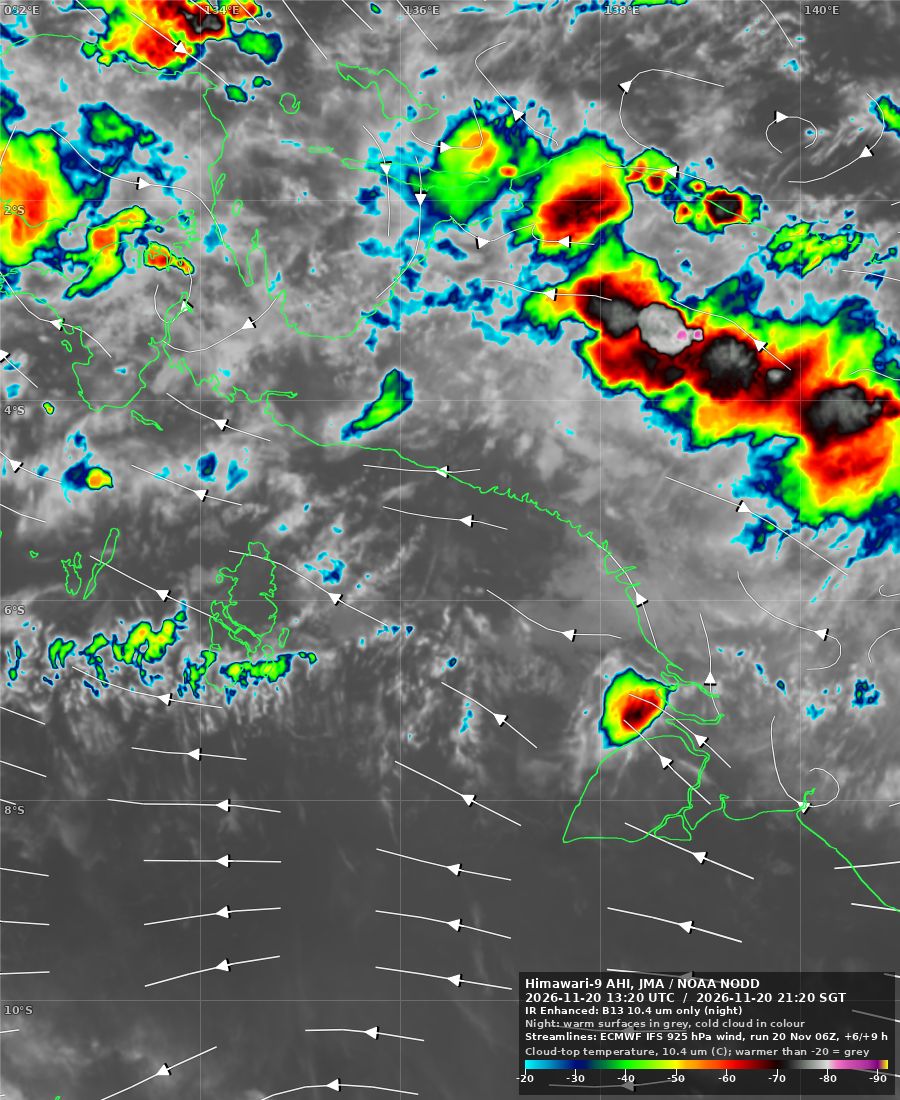 0°
132°E
134°E
136°E
138°E
140°E
2°S
4°S
6°S
8°S
10°S
Himawari-9 AHI, JMA / NOAA NODD
2026-11-20 13:20 UTC / 2026-11-20 21:20 SGT
IR Enhanced: B13 10.4 um only (night)
Night: warm surfaces in grey, cold cloud in colour
Streamlines: ECMWF IFS 925 hPa wind, run 20 Nov 06Z, +6/+9 h
Cloud-top temperature, 10.4 um (C); warmer than -20 = grey
-20 -30 -40 -50 -60 -70 -80 -90